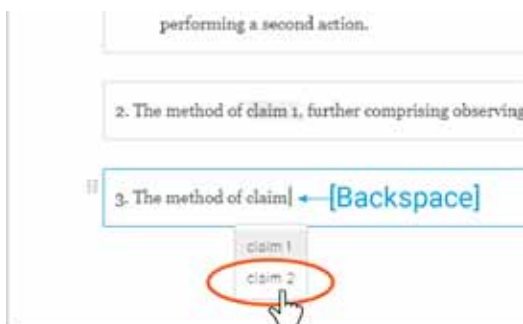 performing a second action.
2. The method of claim 1, further comprising observing
3. The method of claim [Backspace]
claim 1
claim 2